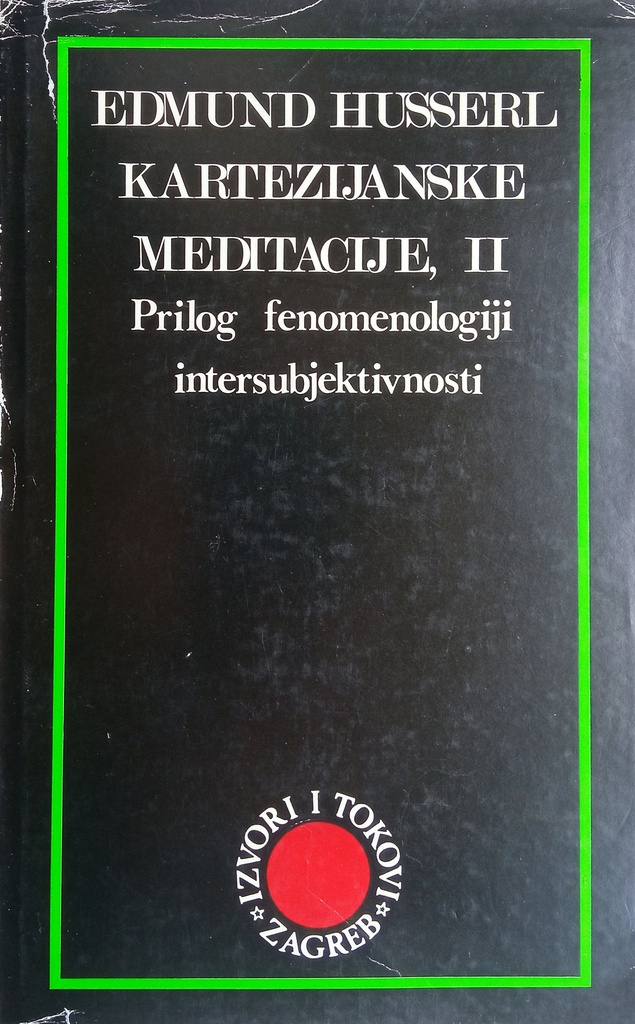 EDMUND HUSSERL
KARTEZIJANSKE
MEDITACIJE, II
Prilog fenomenologiji
intersubjektivnosti
IZVORI I TOKOVI
☆ ZAGREB ☆